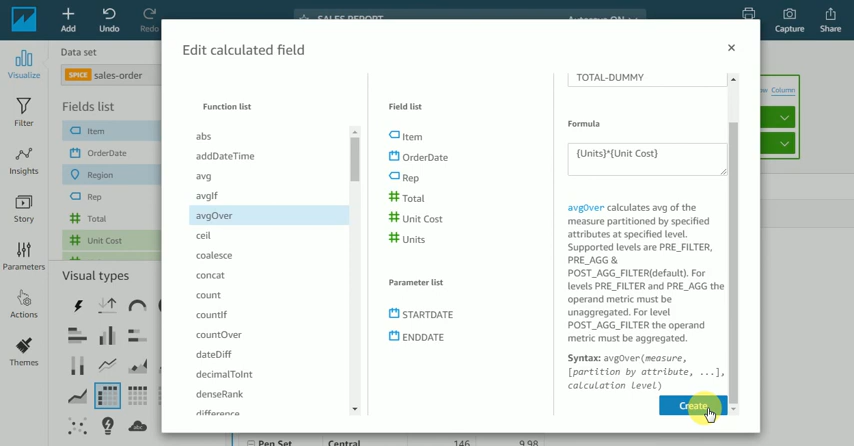 Add
Undo
Redo
SALES REPORT
Autosave ON
Capture
Share
Visualize
Filter
Insights
Story
Parameters
Actions
Themes
Data set
SPICE sales-order
Fields list
Item
OrderDate
Region
Rep
Total
Unit Cost
Visual types
Edit calculated field
×
Function list
abs
addDateTime
avg
avgIf
avgOver
ceil
coalesce
concat
count
countIf
countOver
dateDiff
decimalToInt
denseRank
difference
Field list
Item
OrderDate
Rep
Total
Unit Cost
Units
Parameter list
STARTDATE
ENDDATE
TOTAL-DUMMY
Formula
{Units}*{Unit Cost}
avgOver calculates avg of the
measure partitioned by specified
attributes at specified level.
Supported levels are PRE_FILTER,
PRE_AGG &
POST_AGG_FILTER(default). For
levels PRE_FILTER and PRE_AGG the
operand metric must be
unaggregated. For level
POST_AGG_FILTER the operand
metric must be aggregated.
Syntax: avgOver(measure,
[partition by attribute, ...],
calculation level)
Create
Column
Pen Set Central 146 9.98